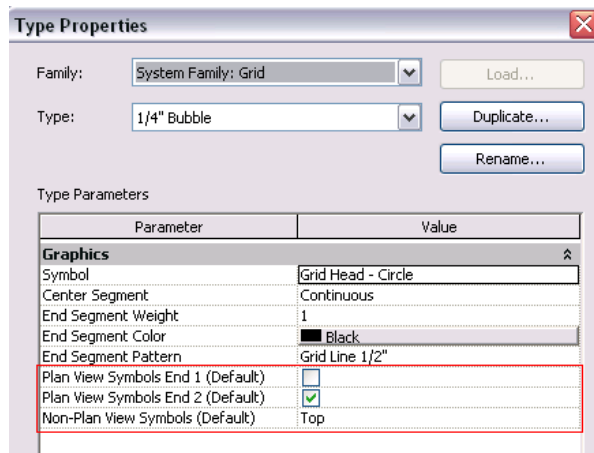 Type Properties
Family: System Family: Grid Load...
Type: 1/4" Bubble Duplicate...
Rename...
Type Parameters
Parameter Value
Graphics
Symbol Grid Head - Circle
Center Segment Continuous
End Segment Weight 1
End Segment Color Black
End Segment Pattern Grid Line 1/2"
Plan View Symbols End 1 (Default)
Plan View Symbols End 2 (Default)
Non-Plan View Symbols (Default) Top